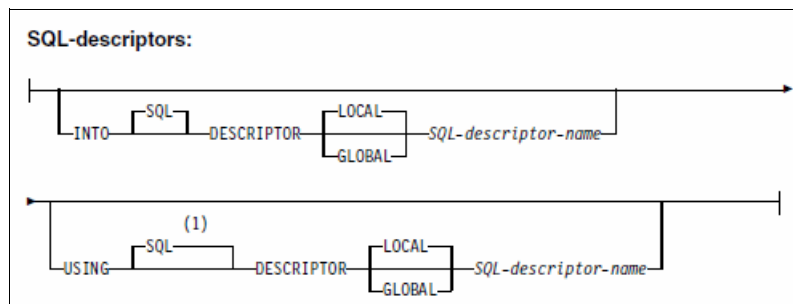 SQL-descriptors:
SQL LOCAL
INTO DESCRIPTOR SQL-descriptor-name
GLOBAL
(1)
SQL LOCAL
USING DESCRIPTOR SQL-descriptor-name
GLOBAL